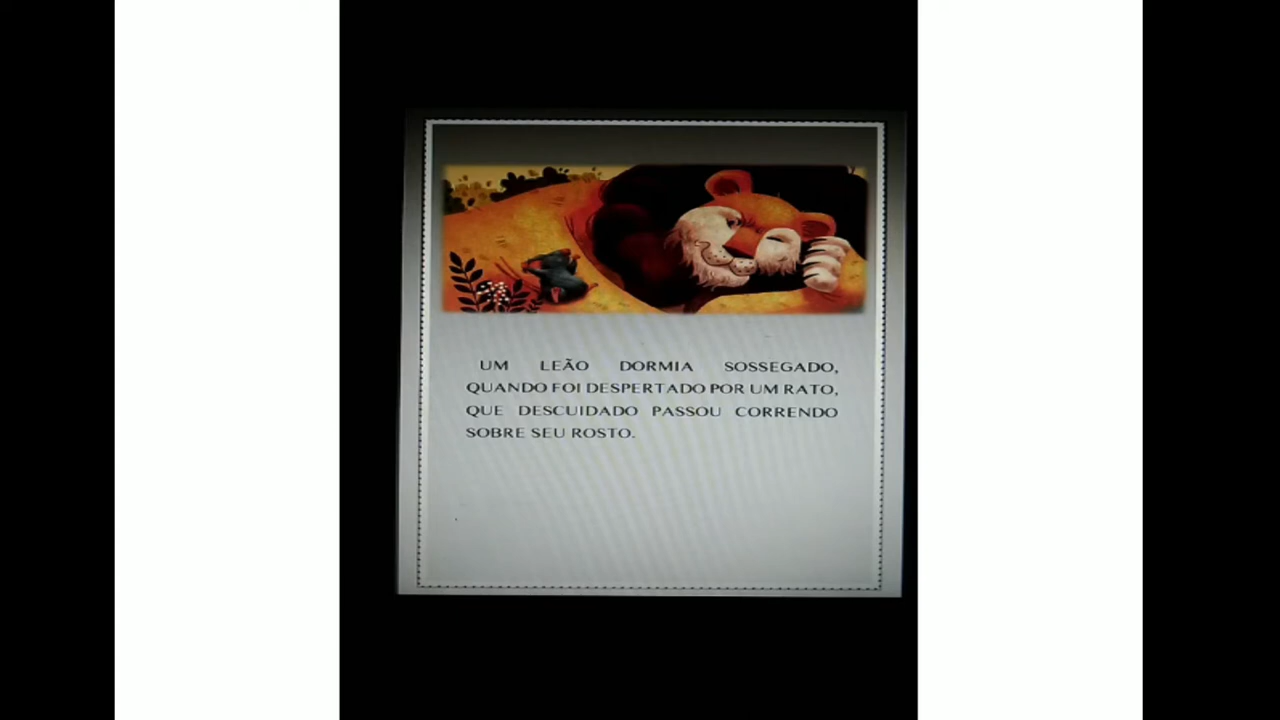 UM LEÃO DORMIA SOSSEGADO,
QUANDO FOI DESPERTADO POR UM RATO,
QUE DESCUIDADO PASSOU CORRENDO
SOBRE SEU ROSTO.